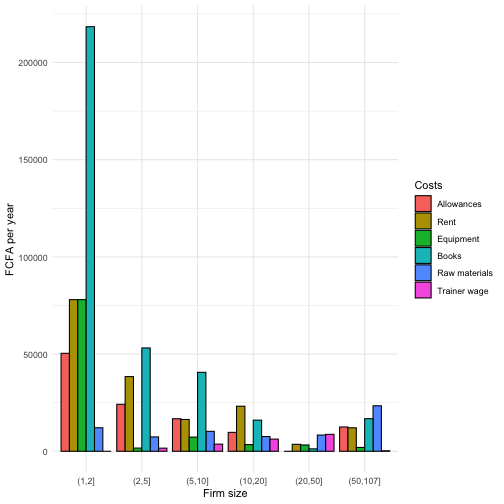 200000
150000
100000
50000
0
FCFA per year
(1,2]
(2,5]
(5,10]
(10,20]
(20,50]
(50,107]
Firm size
Costs
Allowances
Rent
Equipment
Books
Raw materials
Trainer wage